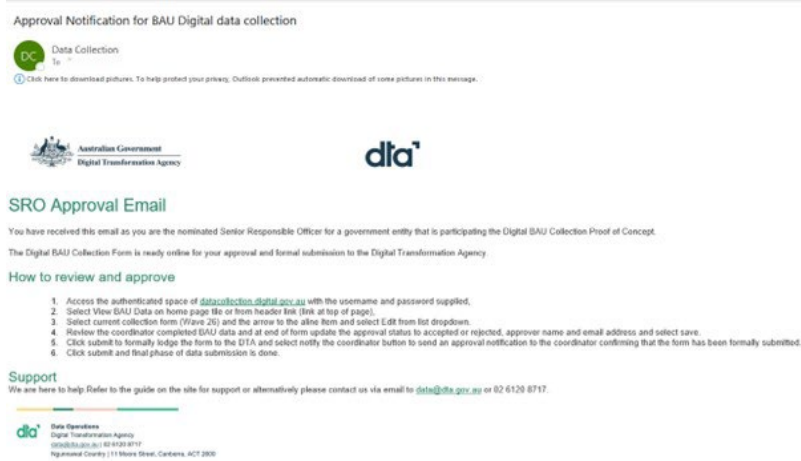 Approval Notification for BAU Digital data collection
DC
Data Collection
To
Click here to download pictures. To help protect your privacy, Outlook prevented automatic download of some pictures in this message.
Australian Government
Digital Transformation Agency
dta
SRO Approval Email
You have received this email as you are the nominated Senior Responsible Officer for a government entity that is participating the Digital BAU Collection Proof of Concept.
The Digital BAU Collection Form is ready online for your approval and formal submission to the Digital Transformation Agency.
How to review and approve
1. Access the authenticated space of datacollection.digital.gov.au with the username and password supplied,
2. Select View BAU Data on home page tile or from header link (link at top of page),
3. Select current collection form (Wave 26) and the arrow to the aline item and select Edit from list dropdown.
4. Review the coordinator completed BAU data and at end of form update the approval status to accepted or rejected, approver name and email address and select save.
5. Click submit to formally lodge the form to the DTA and select notify the coordinator button to send an approval notification to the coordinator confirming that the form has been formally submitted.
6. Click submit and final phase of data submission is done.
Support
We are here to help.Refer to the guide on the site for support or alternatively please contact us via email to data@dta.gov.au or 02 6120 8717.
dta
Data Operations
Digital Transformation Agency
data@dta.gov.au | 02 6120 8717
Ngunnawal Country | 11 Moore Street, Canberra, ACT 2600